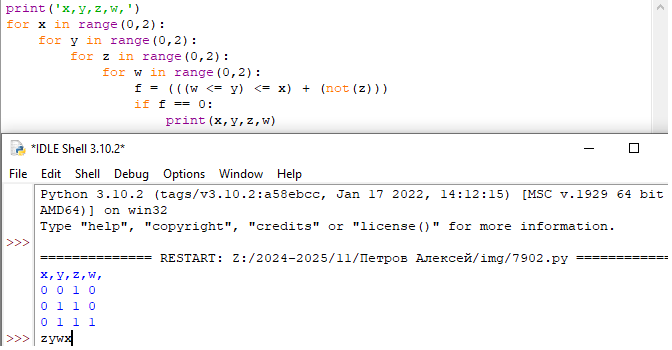 print('x,y,z,w,')
for x in range(0,2):
    for y in range(0,2):
        for z in range(0,2):
            for w in range(0,2):
                f = (((w <= y) <= x) + (not(z)))
                if f == 0:
                    print(x,y,z,w)
*IDLE Shell 3.10.2*
File Edit Shell Debug Options Window Help
Python 3.10.2 (tags/v3.10.2:a58ebcc, Jan 17 2022, 14:12:15) [MSC v.1929 64 bit
AMD64)] on win32
Type "help", "copyright", "credits" or "license()" for more information.
>>>
============== RESTART: Z:/2024-2025/11/Петров Алексей/img/7902.py ============
x,y,z,w,
0 0 1 0
0 1 1 0
0 1 1 1
>>> zywx